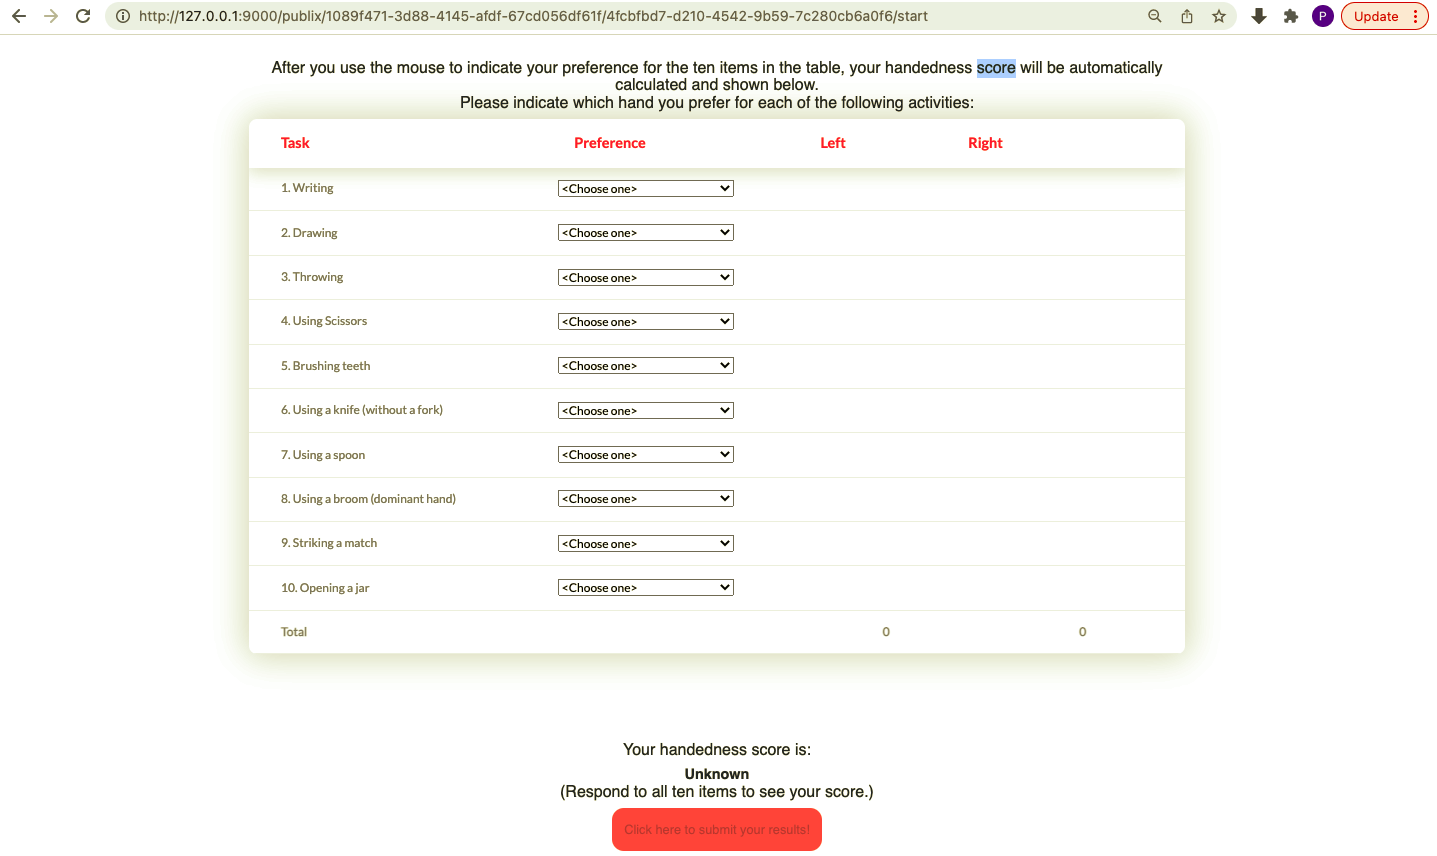 http://127.0.0.1:9000/publix/1089f471-3d88-4145-afdf-67cd056df61f/4fcbfbd7-d210-4542-9b59-7c280cb6a0f6/start P Update
After you use the mouse to indicate your preference for the ten items in the table, your handedness score will be automatically
calculated and shown below.
Please indicate which hand you prefer for each of the following activities:
Task Preference Left Right
1. Writing <Choose one>
2. Drawing <Choose one>
3. Throwing <Choose one>
4. Using Scissors <Choose one>
5. Brushing teeth <Choose one>
6. Using a knife (without a fork) <Choose one>
7. Using a spoon <Choose one>
8. Using a broom (dominant hand) <Choose one>
9. Striking a match <Choose one>
10. Opening a jar <Choose one>
Total 0 0
Your handedness score is:
Unknown
(Respond to all ten items to see your score.)
Click here to submit your results!